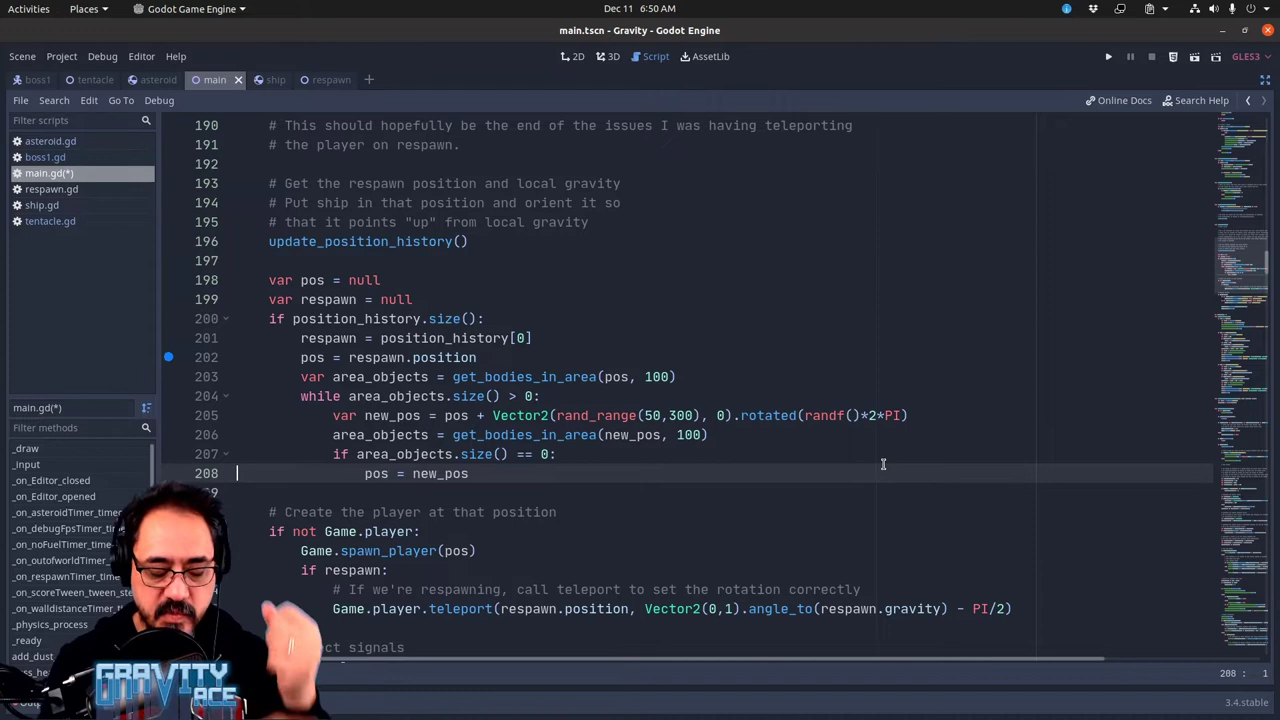 Activities Places Godot Game Engine Dec 11 6:50 AM
main.tscn - Gravity - Godot Engine
Scene Project Debug Editor Help 2D 3D Script AssetLib GLES3
boss1 tentacle asteroid main ship respawn
File Search Edit Go To Debug Online Docs Search Help
Filter scripts
asteroid.gd
boss1.gd
main.gd(*)
respawn.gd
ship.gd
tentacle.gd
main.gd(*)
Filter methods
_draw
_input
_on_Editor_closed
_on_Editor_opened
_on_asteroidTimer_time
_on_debugFpsTimer_tim
_on_noFuelTimer_timeo
_on_outofworldTimer_t
_on_respawnTimer_time
_on_scoreTween_tween_ste
_on_walldistanceTimer_t
_physics_process
_ready
add_dust
190 # This should hopefully be the end of the issues I was having teleporting
191 # the player on respawn.
192
193 # Get the respawn position and local gravity
194 # Put ship in that position and orient it so
195 # that it points "up" from local gravity
196 update_position_history()
197
198 var pos = null
199 var respawn = null
200 if position_history.size():
201 respawn = position_history[0]
202 pos = respawn.position
203 var area_objects = get_bodies_in_area(pos, 100)
204 while area_objects.size() > 0:
205 var new_pos = pos + Vector2(rand_range(50,300), 0).rotated(randf()*2*PI)
206 area_objects = get_bodies_in_area(new_pos, 100)
207 if area_objects.size() == 0:
208 pos = new_pos
# Create the player at that position
if not Game.player:
Game.spawn_player(pos)
if respawn:
# If we're respawning, use teleport to set the rotation correctly
Game.player.teleport(respawn.position, Vector2(0,1).angle_to(respawn.gravity) - PI/2)
signals
208 : 1
3.4.stable
GRAVITY
ACE